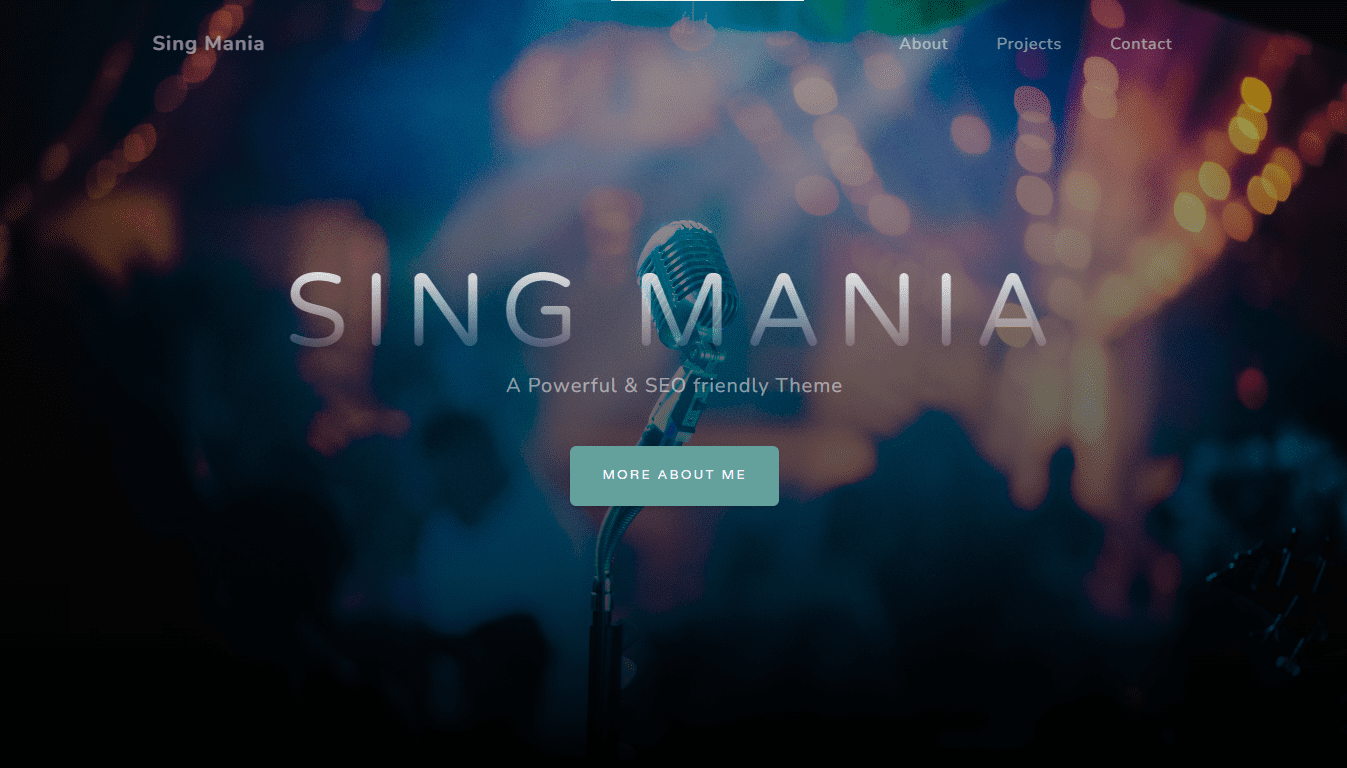 Sing Mania
About Projects Contact
SING MANIA
A Powerful & SEO friendly Theme
MORE ABOUT ME